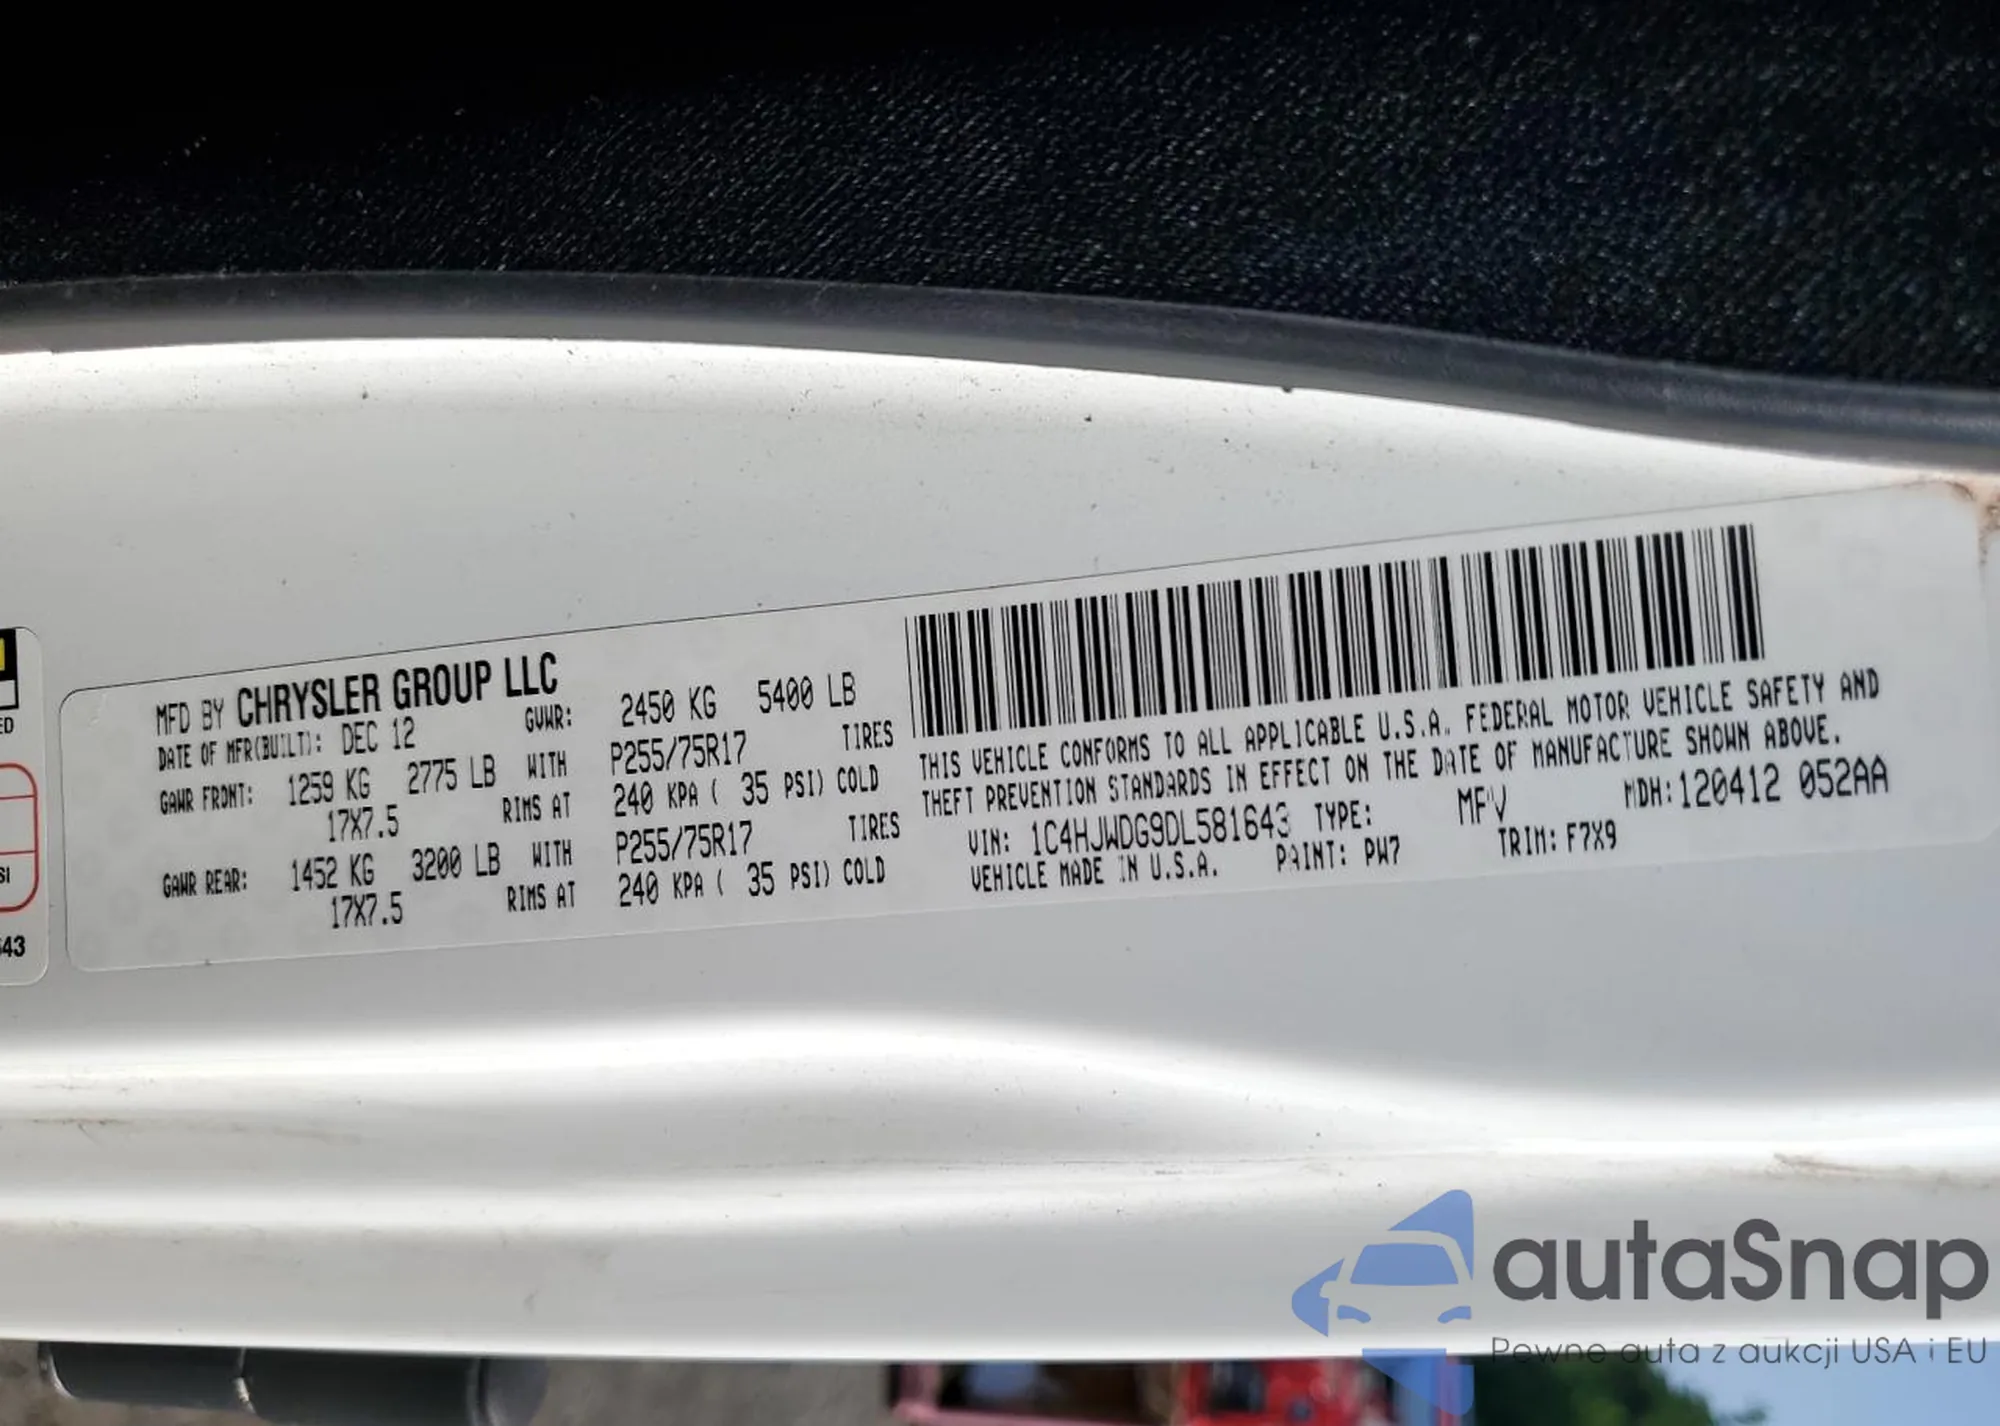 ED
SI
643
MFD BY CHRYSLER GROUP LLC
DATE OF MFR(BUILT): DEC 12 GVWR: 2450 KG 5400 LB
GAWR FRONT: 1259 KG 2775 LB WITH P255/75R17 TIRES
17X7.5 RIMS AT 240 KPA ( 35 PSI) COLD
GAWR REAR: 1452 KG 3200 LB WITH P255/75R17 TIRES
17X7.5 RIMS AT 240 KPA ( 35 PSI) COLD
THIS VEHICLE CONFORMS TO ALL APPLICABLE U.S.A. FEDERAL MOTOR VEHICLE SAFETY AND
THEFT PREVENTION STANDARDS IN EFFECT ON THE DATE OF MANUFACTURE SHOWN ABOVE.
VIN: 1C4HJWDG9DL581643 TYPE: MPV MDH:120412 052AA
VEHICLE MADE IN U.S.A. PAINT: PW7 TRIM: F7X9
autaSnap
Pewne auta z aukcji USA i EU